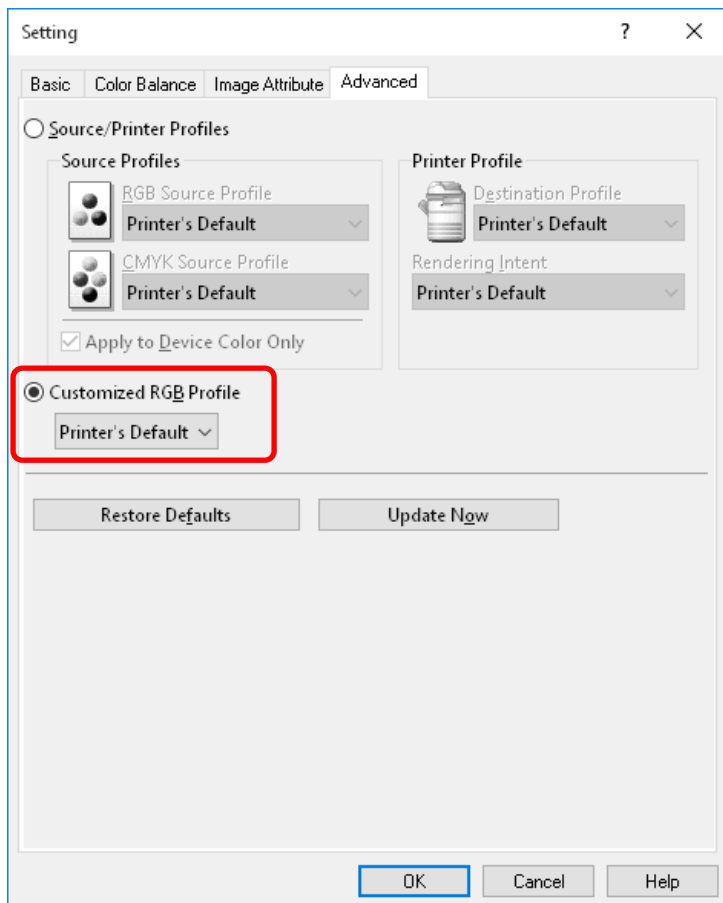 Setting
Basic Color Balance Image Attribute Advanced
Source/Printer Profiles
Source Profiles
RGB Source Profile
Printer's Default
CMYK Source Profile
Printer's Default
Apply to Device Color Only
Printer Profile
Destination Profile
Printer's Default
Rendering Intent
Printer's Default
Customized RGB Profile
Printer's Default
Restore Defaults Update Now
OK Cancel Help